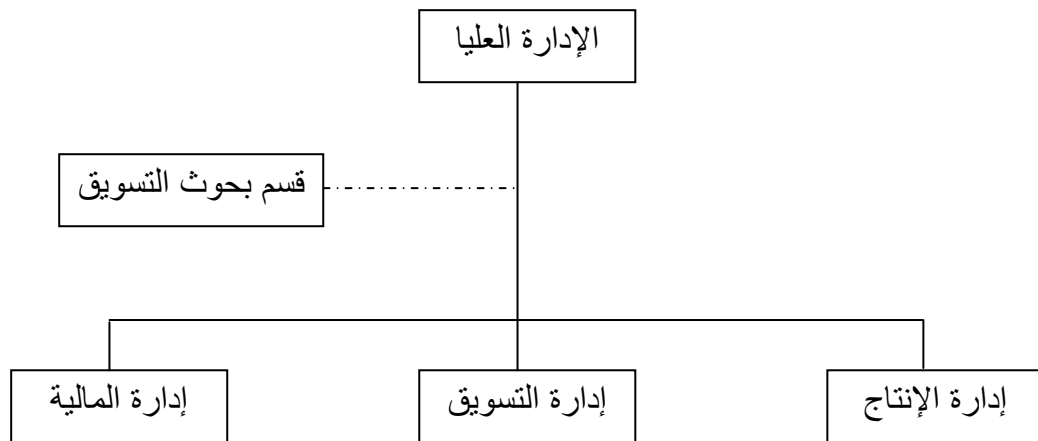 الإدارة العليا
قسم بحوث التسويق
إدارة الإنتاج
إدارة التسويق
إدارة المالية